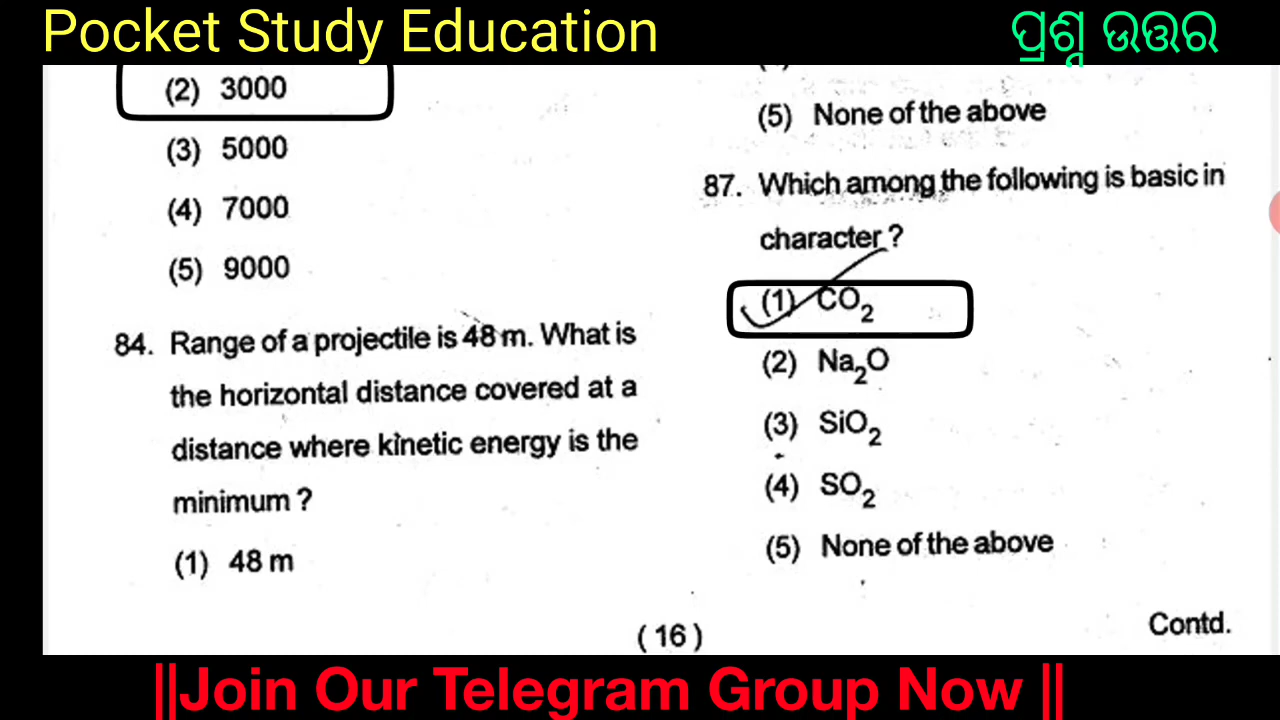 Pocket Study Education
ପ୍ରଶ୍ନ ଉତ୍ତର
(2) 3000
(3) 5000
(4) 7000
(5) 9000
84. Range of a projectile is 48 m. What is
the horizontal distance covered at a
distance where kinetic energy is the
minimum ?
(1) 48 m
(5) None of the above
87. Which among the following is basic in
character ?
(1) CO₂
(2) Na₂O
(3) SiO₂
(4) SO₂
(5) None of the above
( 16 )
Contd.
||Join Our Telegram Group Now ||